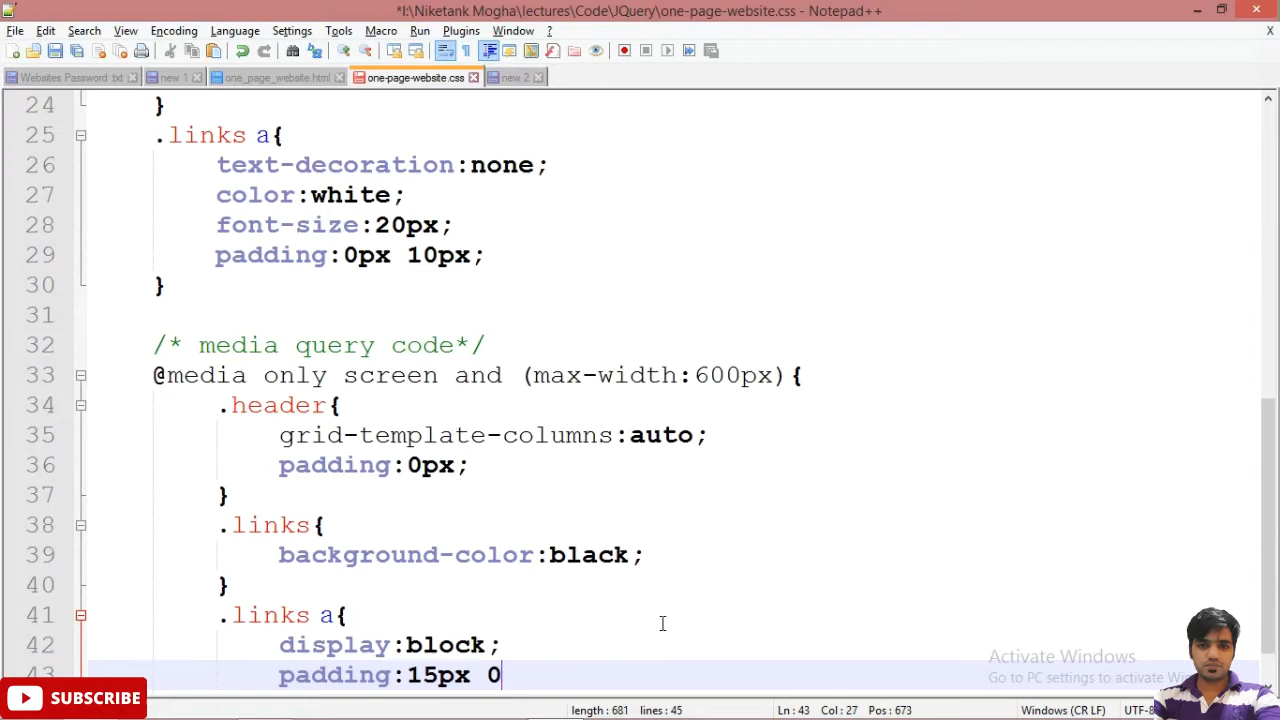 *I:\Niketank Mogha\lectures\Code\JQuery\one-page-website.css - Notepad++
File Edit Search View Encoding Language Settings Tools Macro Run Plugins Window ? X
Websites Password txt new 1 one_page_website.html one-page-website.css new 2
24 }
25 .links a{
26 text-decoration:none;
27 color:white;
28 font-size:20px;
29 padding:0px 10px;
30 }
31
32 /* media query code*/
33 @media only screen and (max-width:600px){
34 .header{
35 grid-template-columns:auto;
36 padding:0px;
37 }
38 .links{
39 background-color:black;
40 }
41 .links a{
42 display:block;
43 padding:15px 0
Activate Windows
Go to PC settings to activate
SUBSCRIBE
length : 681 lines : 45 Ln : 43 Col : 27 Pos : 673 Windows (CR LF) UTF-8